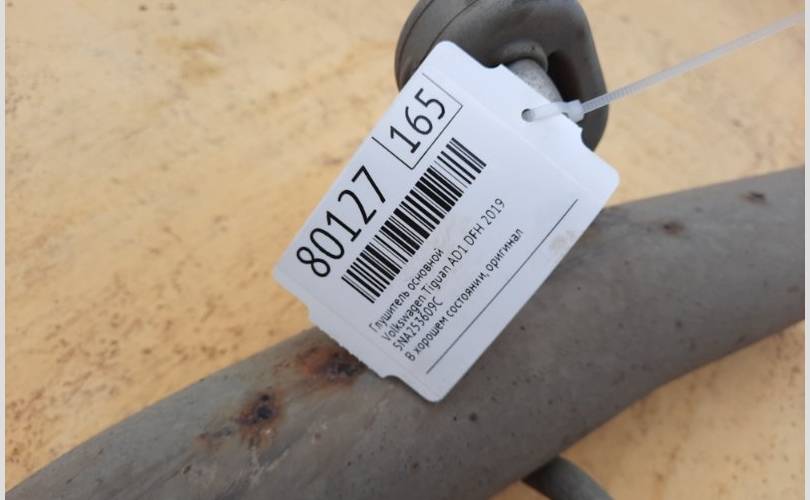 80127 165
Глушитель основной
Volkswagen Tiguan AD1 DFH 2019
5NA253609C
В хорошем состоянии, оригинал